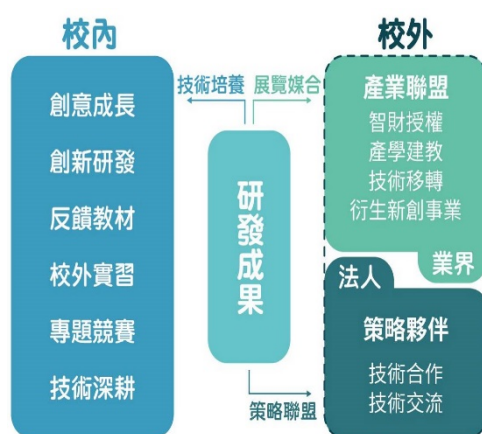 校內
創意成長
創新研發
反饋教材
校外實習
專題競賽
技術深耕
技術培養
展覽媒合
研發成果
策略聯盟
校外
產業聯盟
智財授權
產學建教
技術移轉
衍生新創事業
業界
法人
策略夥伴
技術合作
技術交流